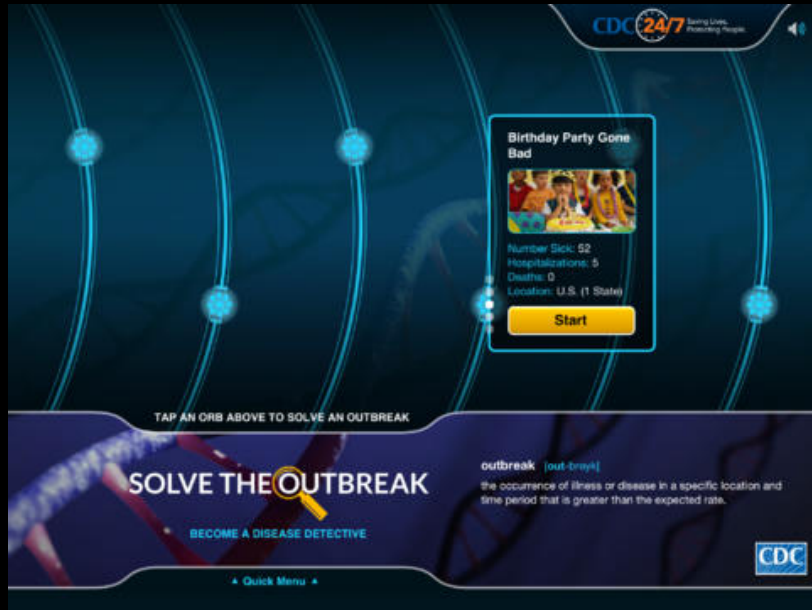 CDC 24/7 Saving Lives.
Protecting People.
Birthday Party Gone
Bad
Number Sick: 52
Hospitalizations: 5
Deaths: 0
Location: U.S. (1 State)
Start
TAP AN ORB ABOVE TO SOLVE AN OUTBREAK
SOLVE THE OUTBREAK
BECOME A DISEASE DETECTIVE
outbreak [out-breyk]
the occurrence of illness or disease in a specific location and
time period that is greater than the expected rate.
CDC
Quick Menu